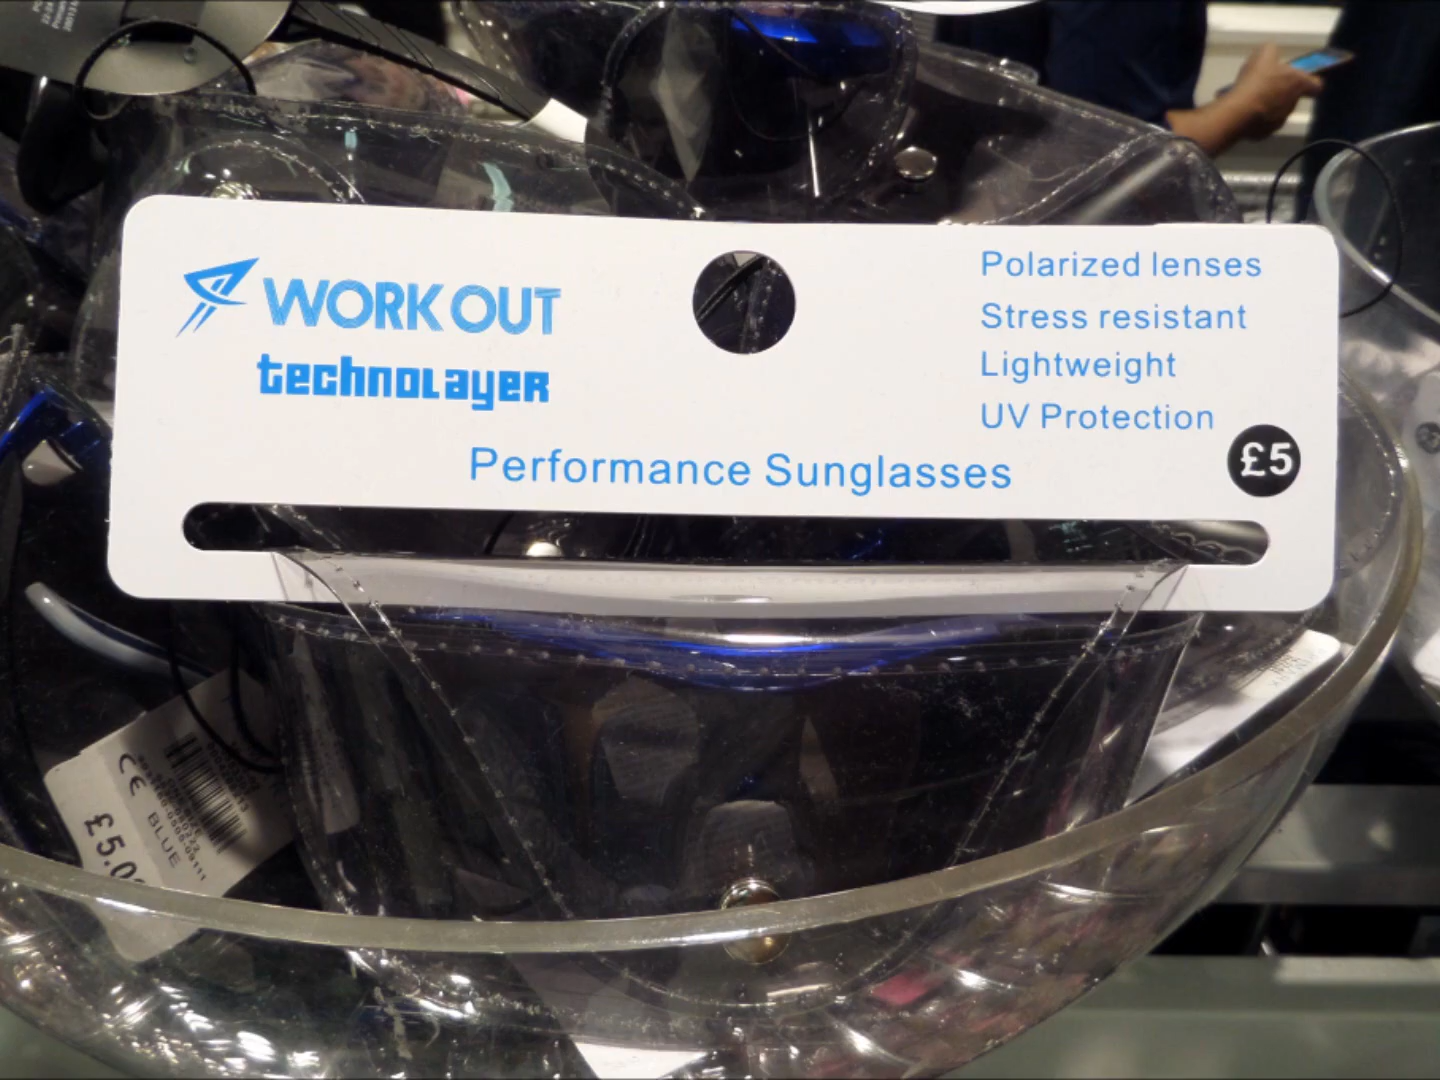 WORK OUT
technolayer
Performance Sunglasses
Polarized lenses
Stress resistant
Lightweight
UV Protection
£5
CE
BLUE
£5.0